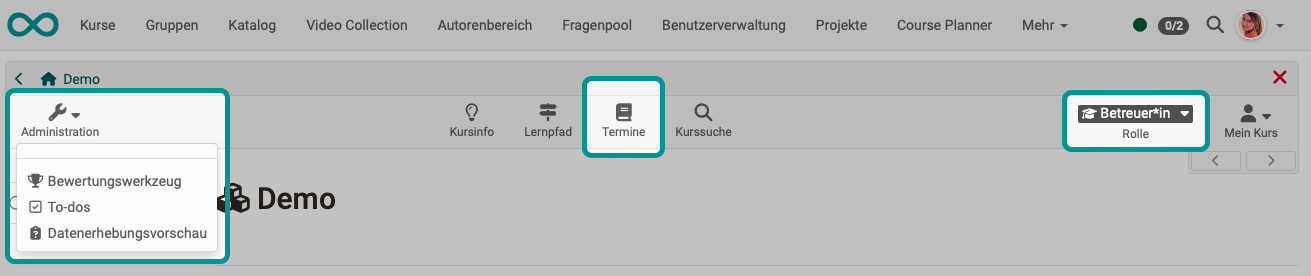 Kurse Gruppen Katalog Video Collection Autorenbereich Fragenpool Benutzerverwaltung Projekte Course Planner Mehr 0/2
Demo
Administration Kursinfo Lernpfad Termine Kurssuche Betreuer*in Rolle Mein Kurs
Bewertungswerkzeug
To-dos
Datenerhebungsvorschau
Demo